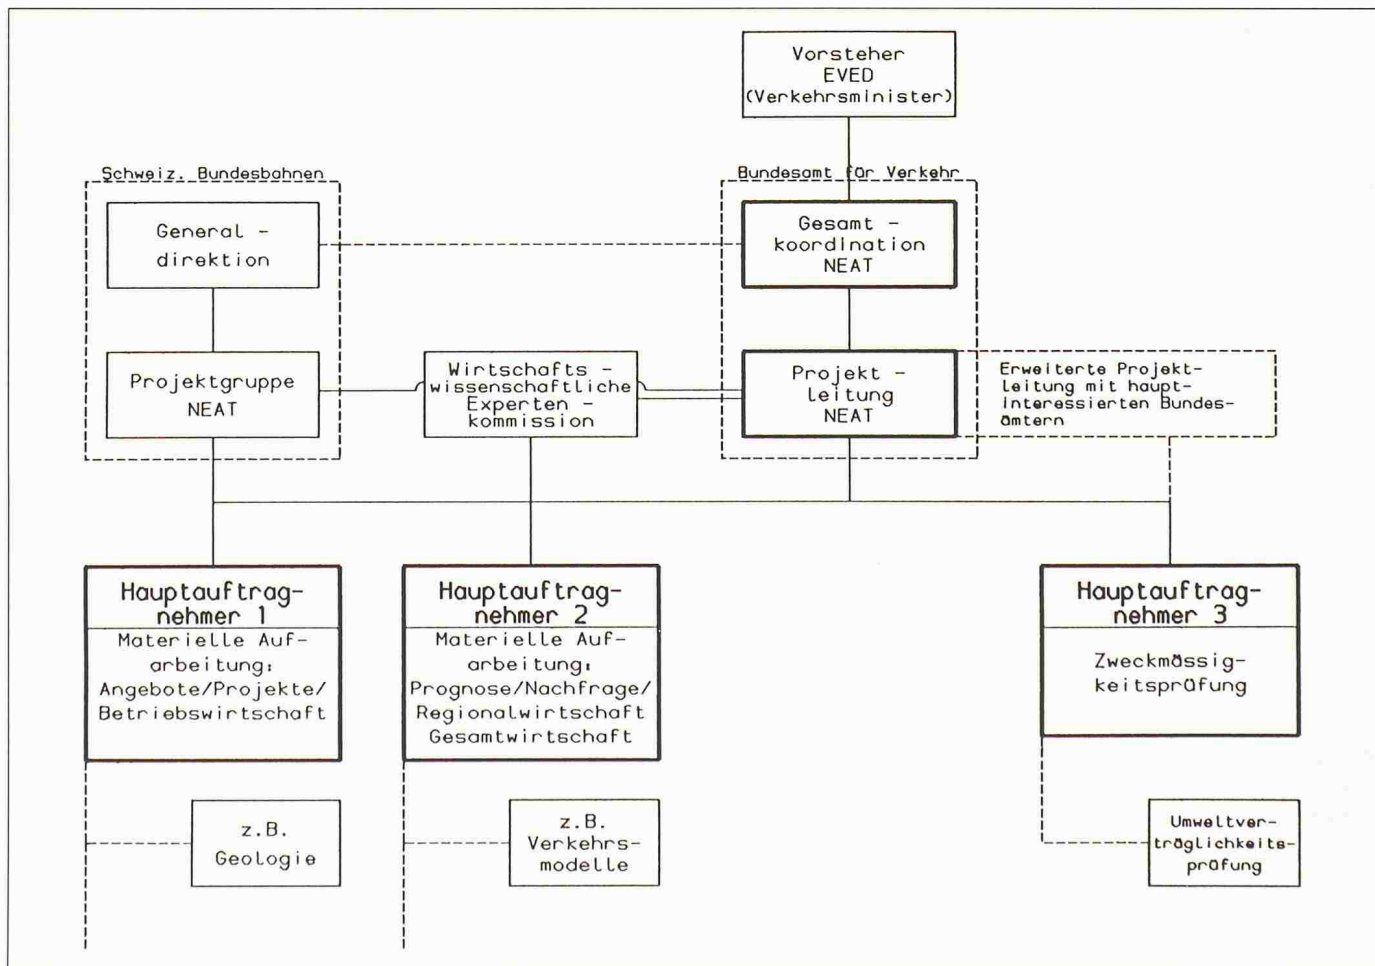 Vorsteher
EVED
(Verkehrsminister)
Schweiz. Bundesbahnen
Bundesamt für Verkehr
General -
direktion
Gesamt -
koordination
NEAT
Projektgruppe
NEAT
Wirtschafts -
wissenschaftliche
Experten -
kommission
Projekt -
leitung
NEAT
Erweiterte Projekt-
leitung mit haupt-
interessierten Bundes-
ämtern
Hauptauftrag-
nehmer 1
Materielle Auf-
arbeitung:
Angebote/Projekte/
Betriebswirtschaft
Hauptauftrag-
nehmer 2
Materielle Auf-
arbeitung:
Prognose/Nachfrage/
Regionalwirtschaft
Gesamtwirtschaft
Hauptauftrag-
nehmer 3
Zweckmässig-
keitsprüfung
z.B.
Geologie
z.B.
Verkehrs-
modelle
Umweltver-
träglichkeits-
prüfung